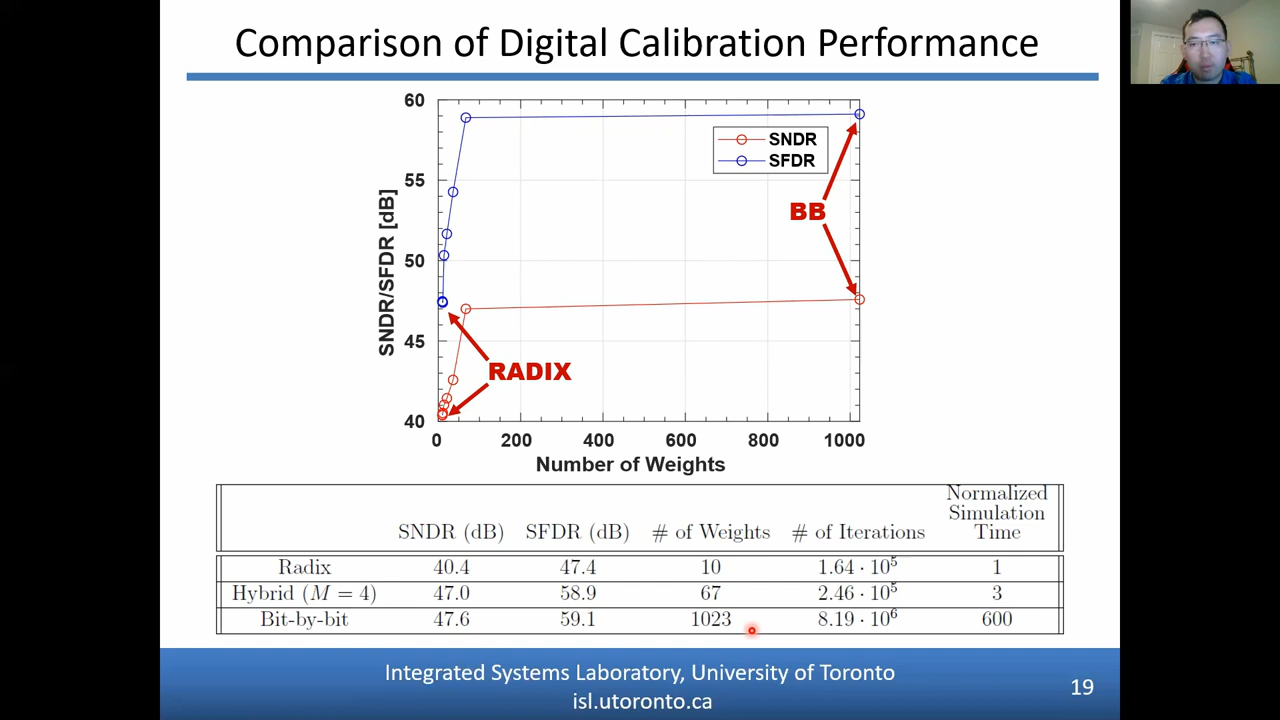 Comparison of Digital Calibration Performance
60
55
50
45
40
SNDR/SFDR [dB]
SNDR
SFDR
BB
RADIX
0 200 400 600 800 1000
Number of Weights
SNDR (dB) SFDR (dB) # of Weights # of Iterations Normalized Simulation Time
Radix 40.4 47.4 10 1.64 · 10⁵ 1
Hybrid (M = 4) 47.0 58.9 67 2.46 · 10⁵ 3
Bit-by-bit 47.6 59.1 1023 8.19 · 10⁶ 600
Integrated Systems Laboratory, University of Toronto
isl.utoronto.ca
19